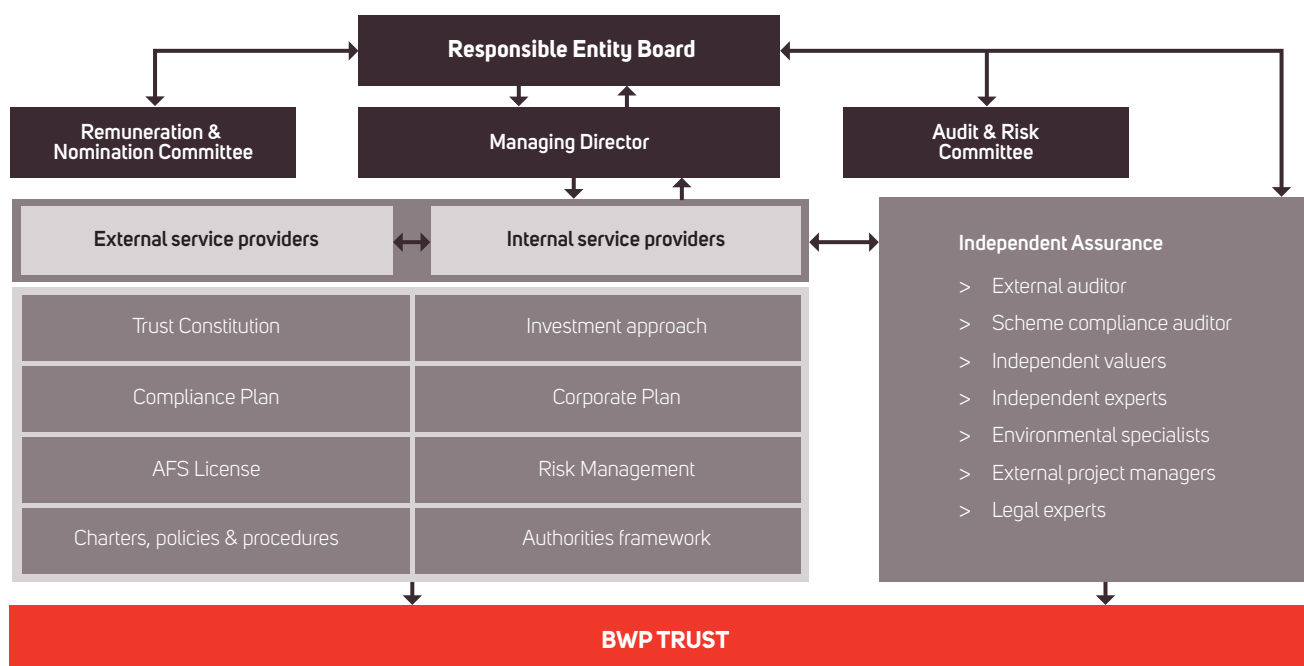 Responsible Entity Board
Remuneration &
Nomination Committee
Managing Director
Audit & Risk
Committee
External service providers
Internal service providers
Trust Constitution
Investment approach
Compliance Plan
Corporate Plan
AFS License
Risk Management
Charters, policies & procedures
Authorities framework
Independent Assurance
> External auditor
> Scheme compliance auditor
> Independent valuers
> Independent experts
> Environmental specialists
> External project managers
> Legal experts
BWP TRUST